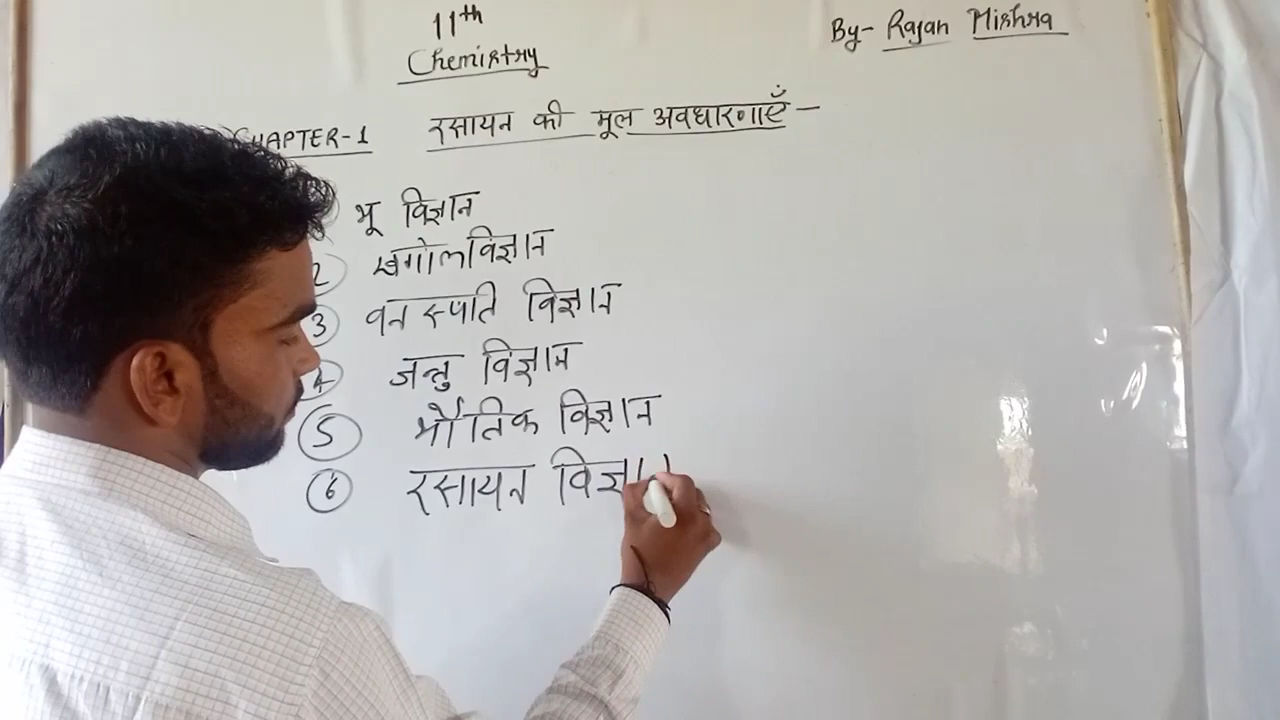 11th
Chemistry
By- Rajan Mishra
CHAPTER-1 रसायन की मूल अवधारणाएँ-
भू विज्ञान
2 खगोलविज्ञान
3 वनस्पति विज्ञान
4 जन्तु विज्ञान
5 भौतिक विज्ञान
6 रसायन विज्ञा